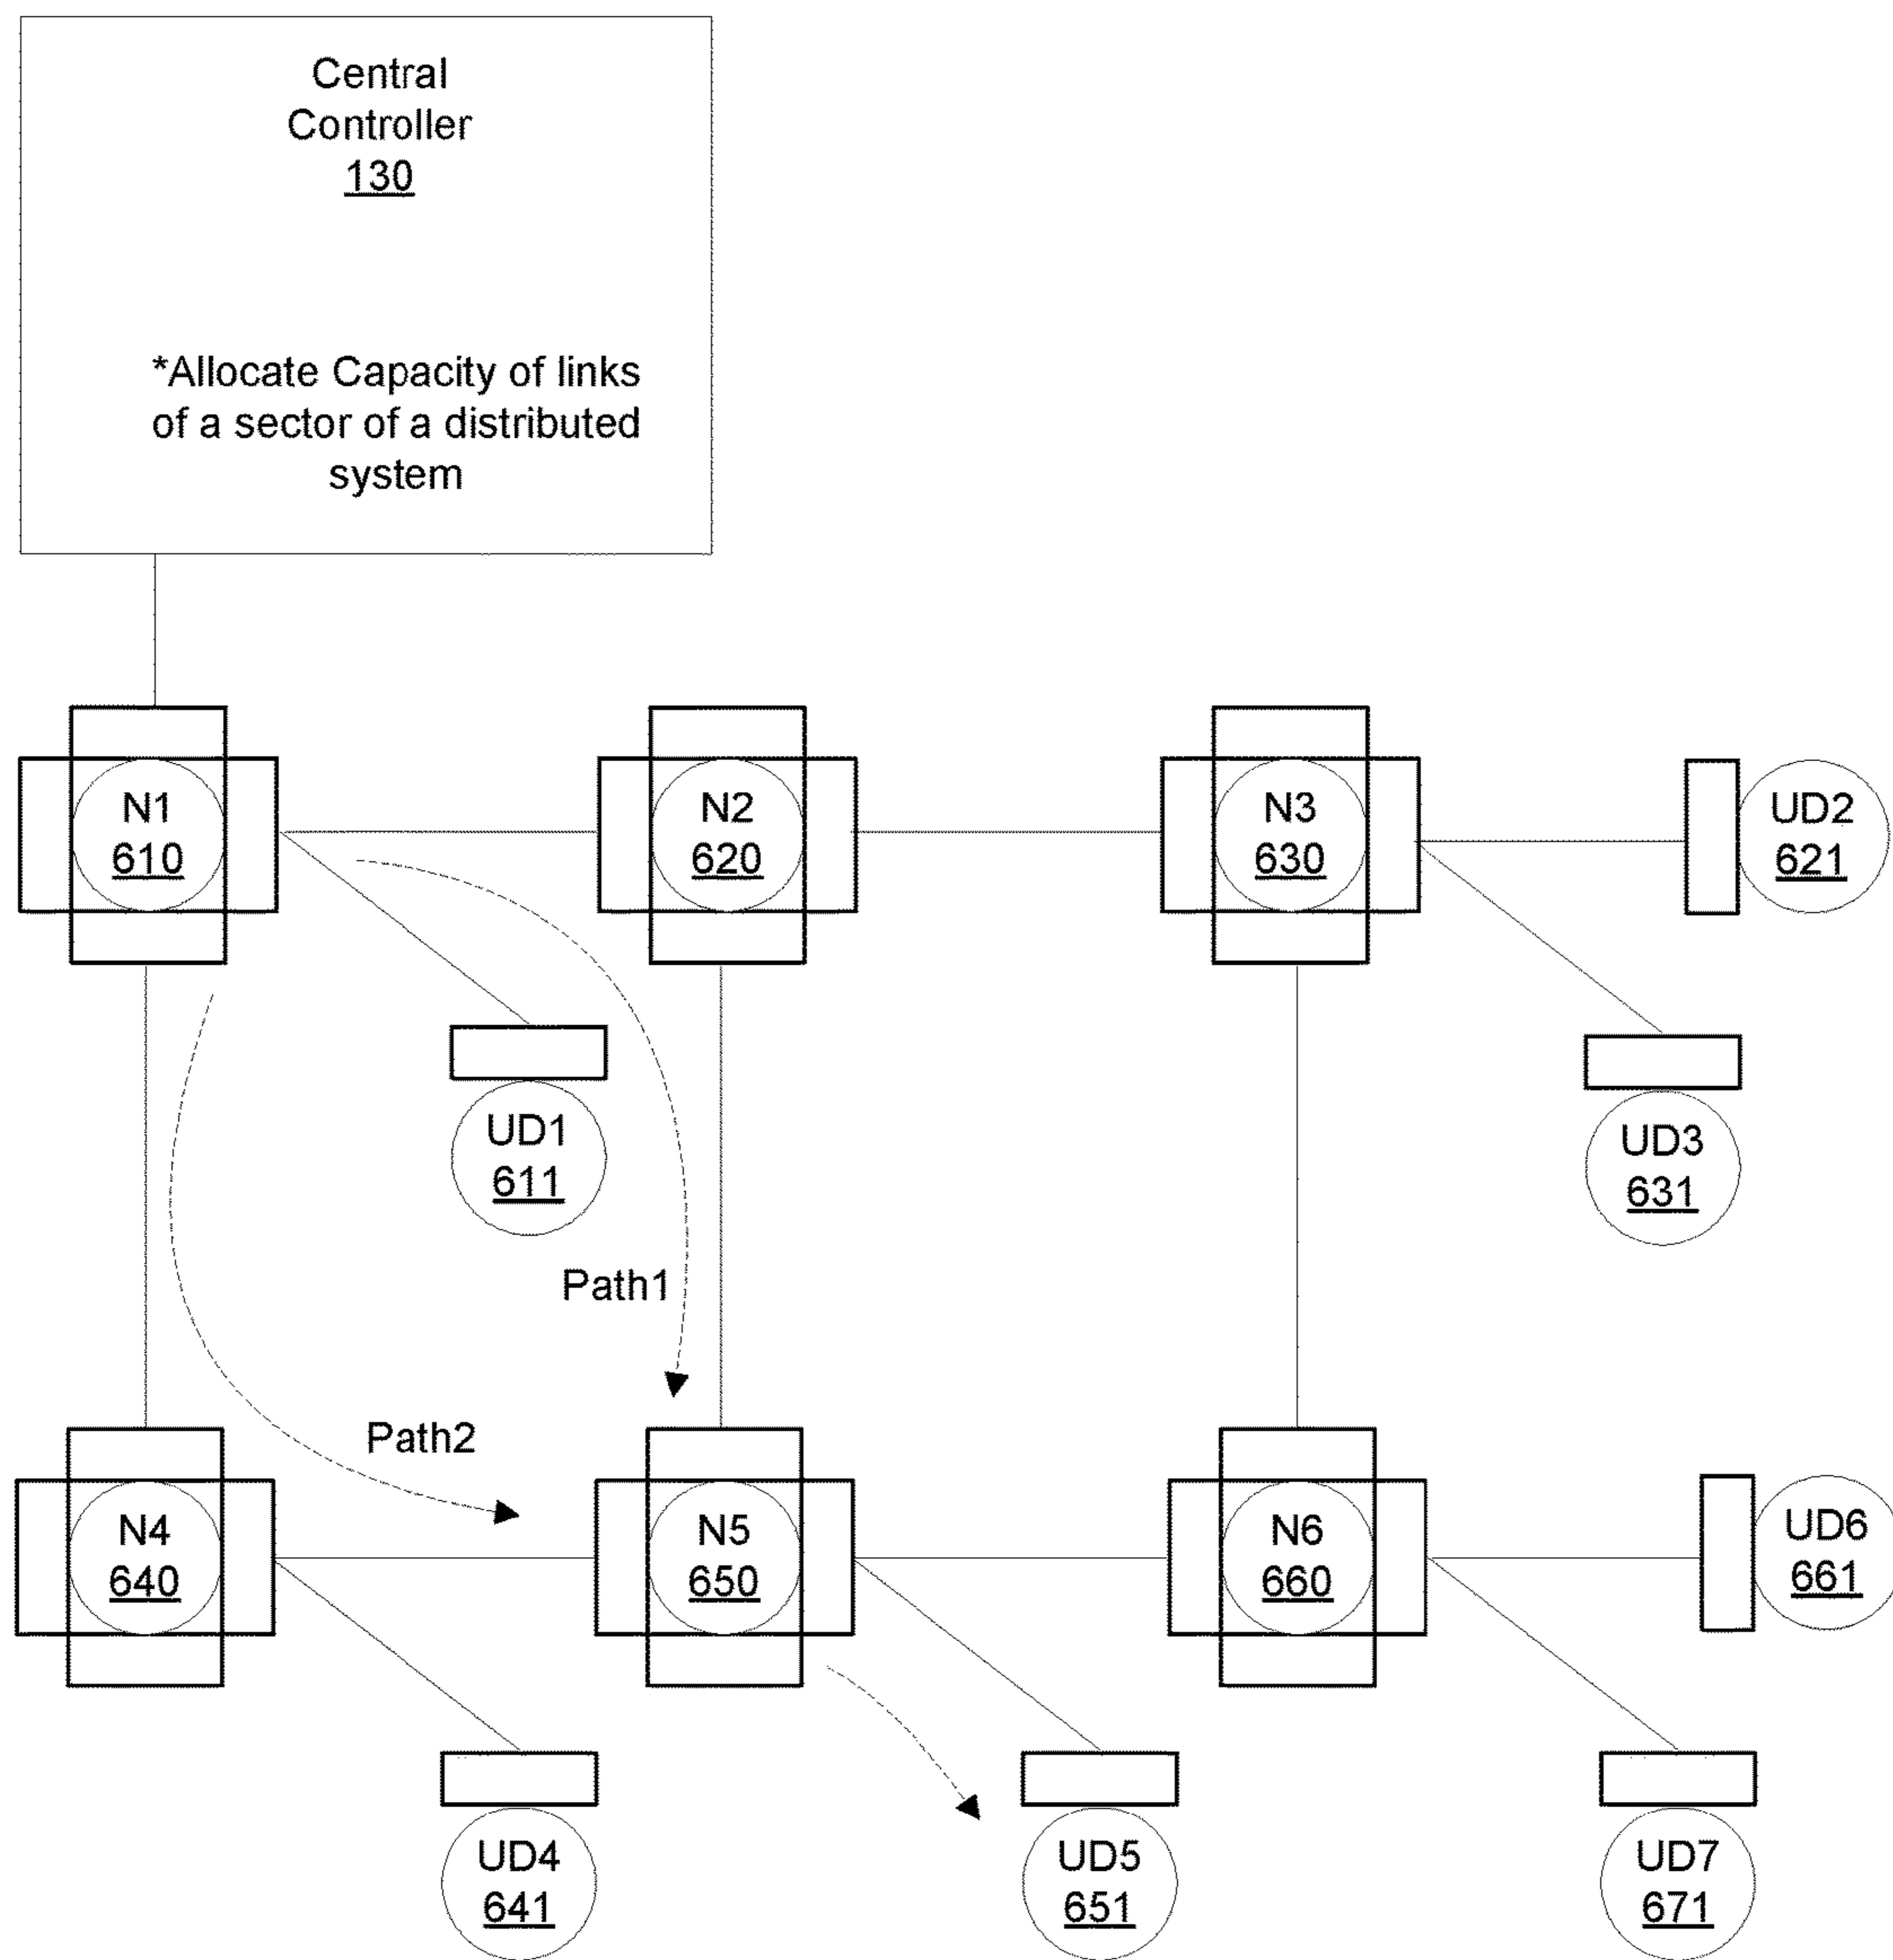 Central
Controller
130
*Allocate Capacity of links
of a sector of a distributed
system
N1
610
N2
620
N3
630
UD2
621
UD1
611
UD3
631
Path1
Path2
N4
640
N5
650
N6
660
UD6
661
UD4
641
UD5
651
UD7
671